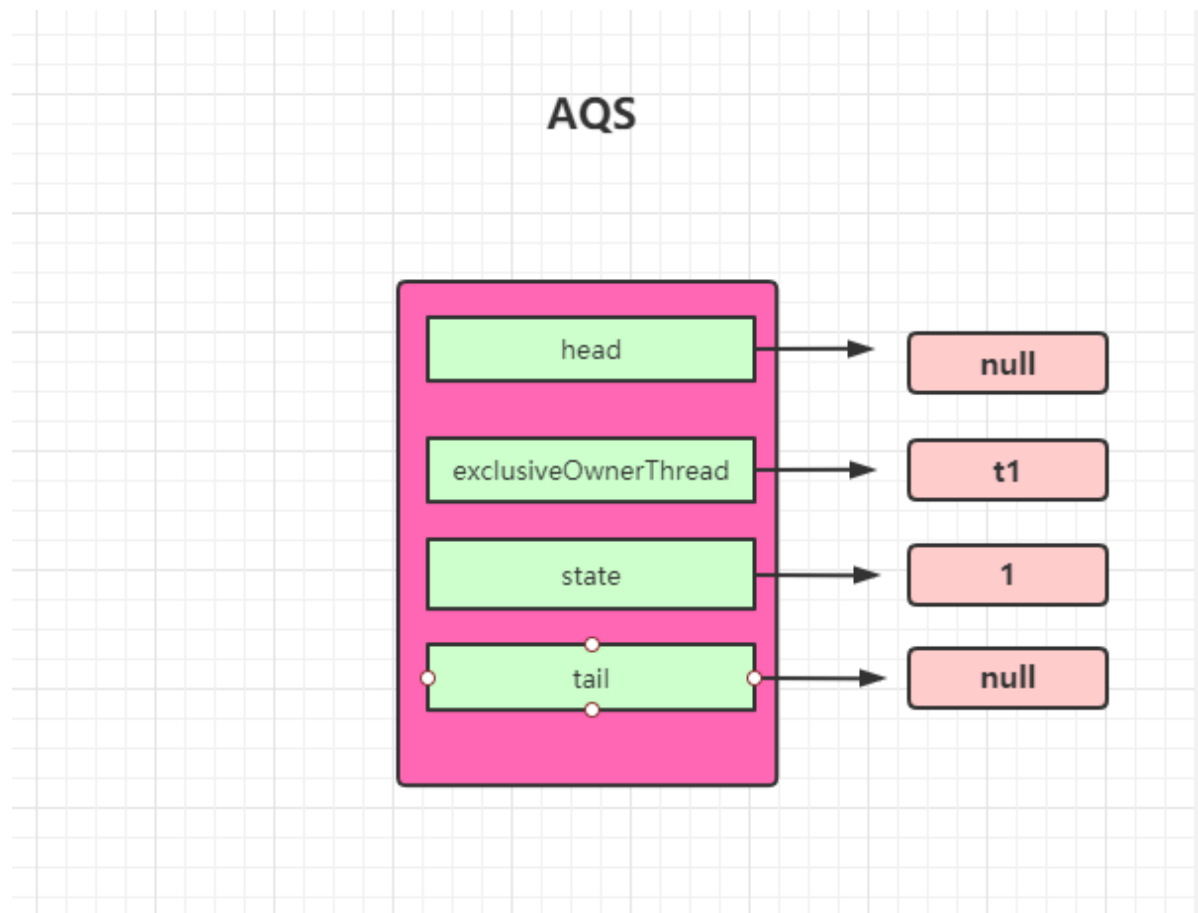 AQS
head
null
exclusiveOwnerThread
t1
state
1
tail
null